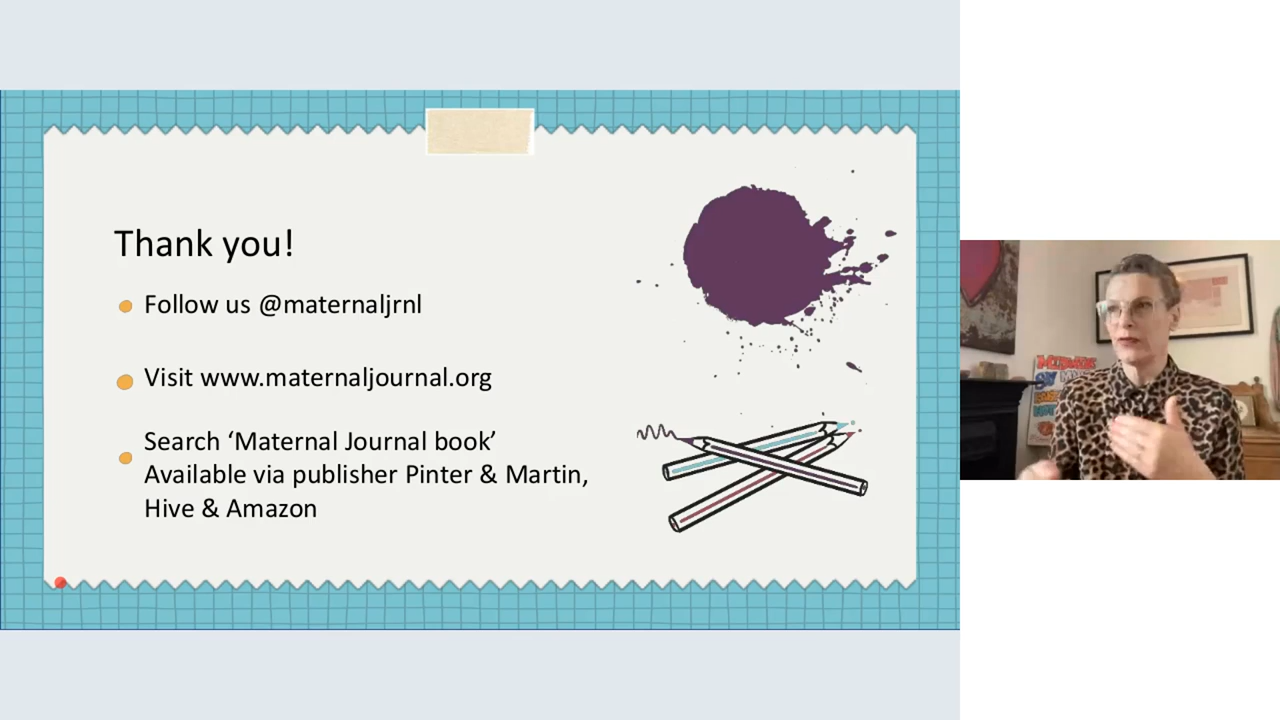 Thank you!
Follow us @maternaljrnl
Visit www.maternaljournal.org
Search ‘Maternal Journal book’
Available via publisher Pinter & Martin,
Hive & Amazon